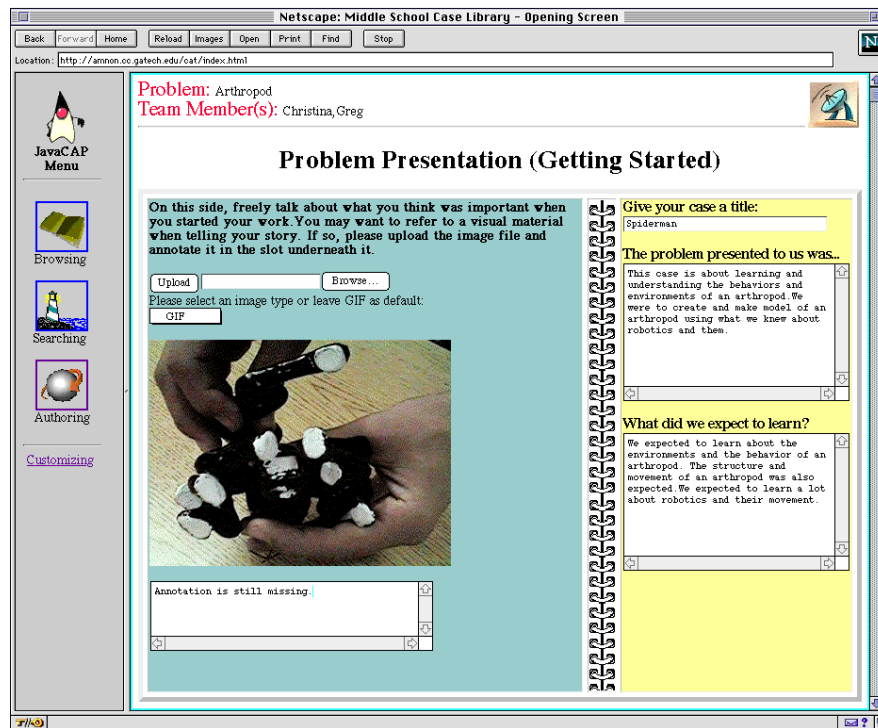 Netscape: Middle School Case Library - Opening Screen
Back Forward Home Reload Images Open Print Find Stop
Location: http://amnon.cc.gatech.edu/cat/index.html
N
JavaCAP
Menu
Browsing
Searching
Authoring
Customizing
Problem: Arthropod
Team Member(s): Christina, Greg
Problem Presentation (Getting Started)
On this side, freely talk about what you think was important when
you started your work.You may want to refer to a visual material
when telling your story. If so, please upload the image file and
annotate it in the slot underneath it.
Upload Browse...
Please select an image type or leave GIF as default:
GIF
Annotation is still missing.
Give your case a title:
Spiderman
The problem presented to us was...
This case is about learning and
understanding the behaviors and
environments of an arthropod.We
were to create and make model of an
arthropod using what we knew about
robotics and them.
What did we expect to learn?
We expected to learn about the
environments and the behavior of an
arthropod. The structure and
movement of an arthropod was also
expected.We expected to learn a lot
about robotics and their movement.
?